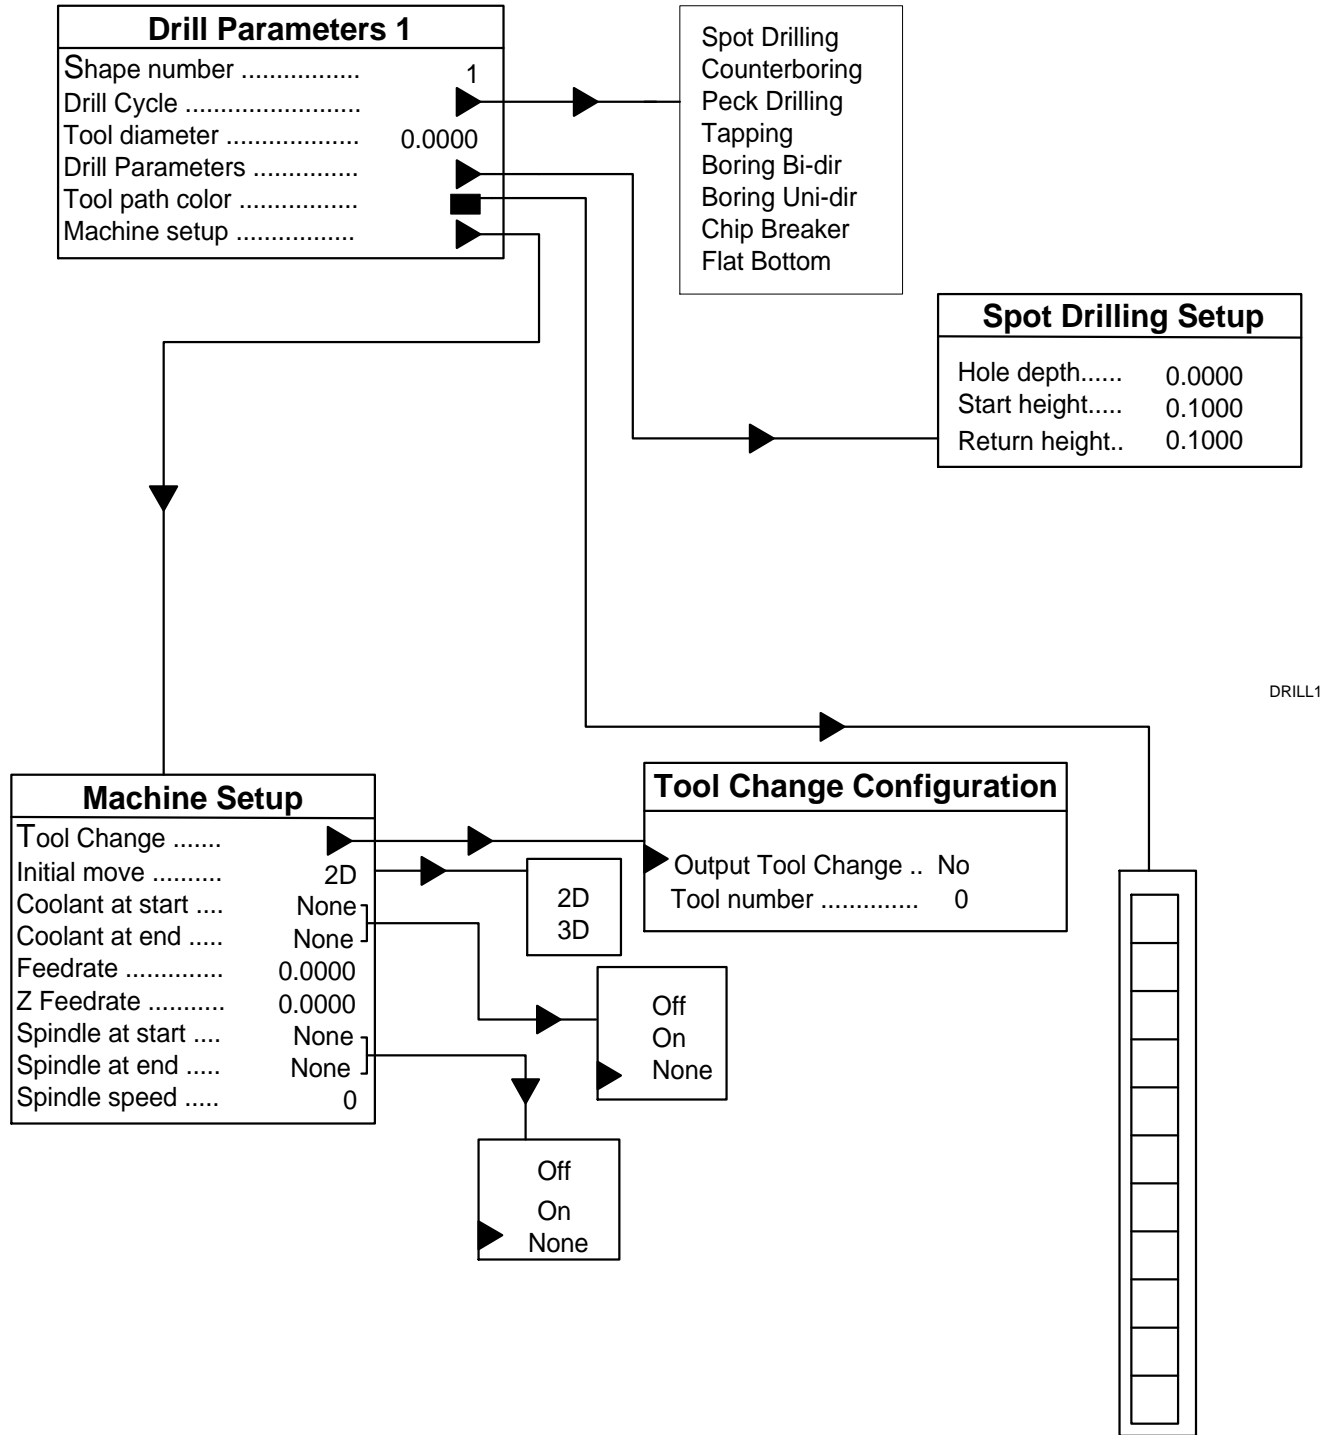 Drill Parameters 1
Shape number ................. 1
Drill Cycle .........................
Tool diameter ................... 0.0000
Drill Parameters ...............
Tool path color .................
Machine setup .................
Spot Drilling
Counterboring
Peck Drilling
Tapping
Boring Bi-dir
Boring Uni-dir
Chip Breaker
Flat Bottom
Spot Drilling Setup
Hole depth...... 0.0000
Start height..... 0.1000
Return height.. 0.1000
DRILL1
Machine Setup
Tool Change .......
Initial move .......... 2D
Coolant at start .... None
Coolant at end ..... None
Feedrate .............. 0.0000
Z Feedrate ........... 0.0000
Spindle at start .... None
Spindle at end ..... None
Spindle speed ..... 0
Tool Change Configuration
Output Tool Change .. No
Tool number .............. 0
2D
3D
Off
On
None
Off
On
None